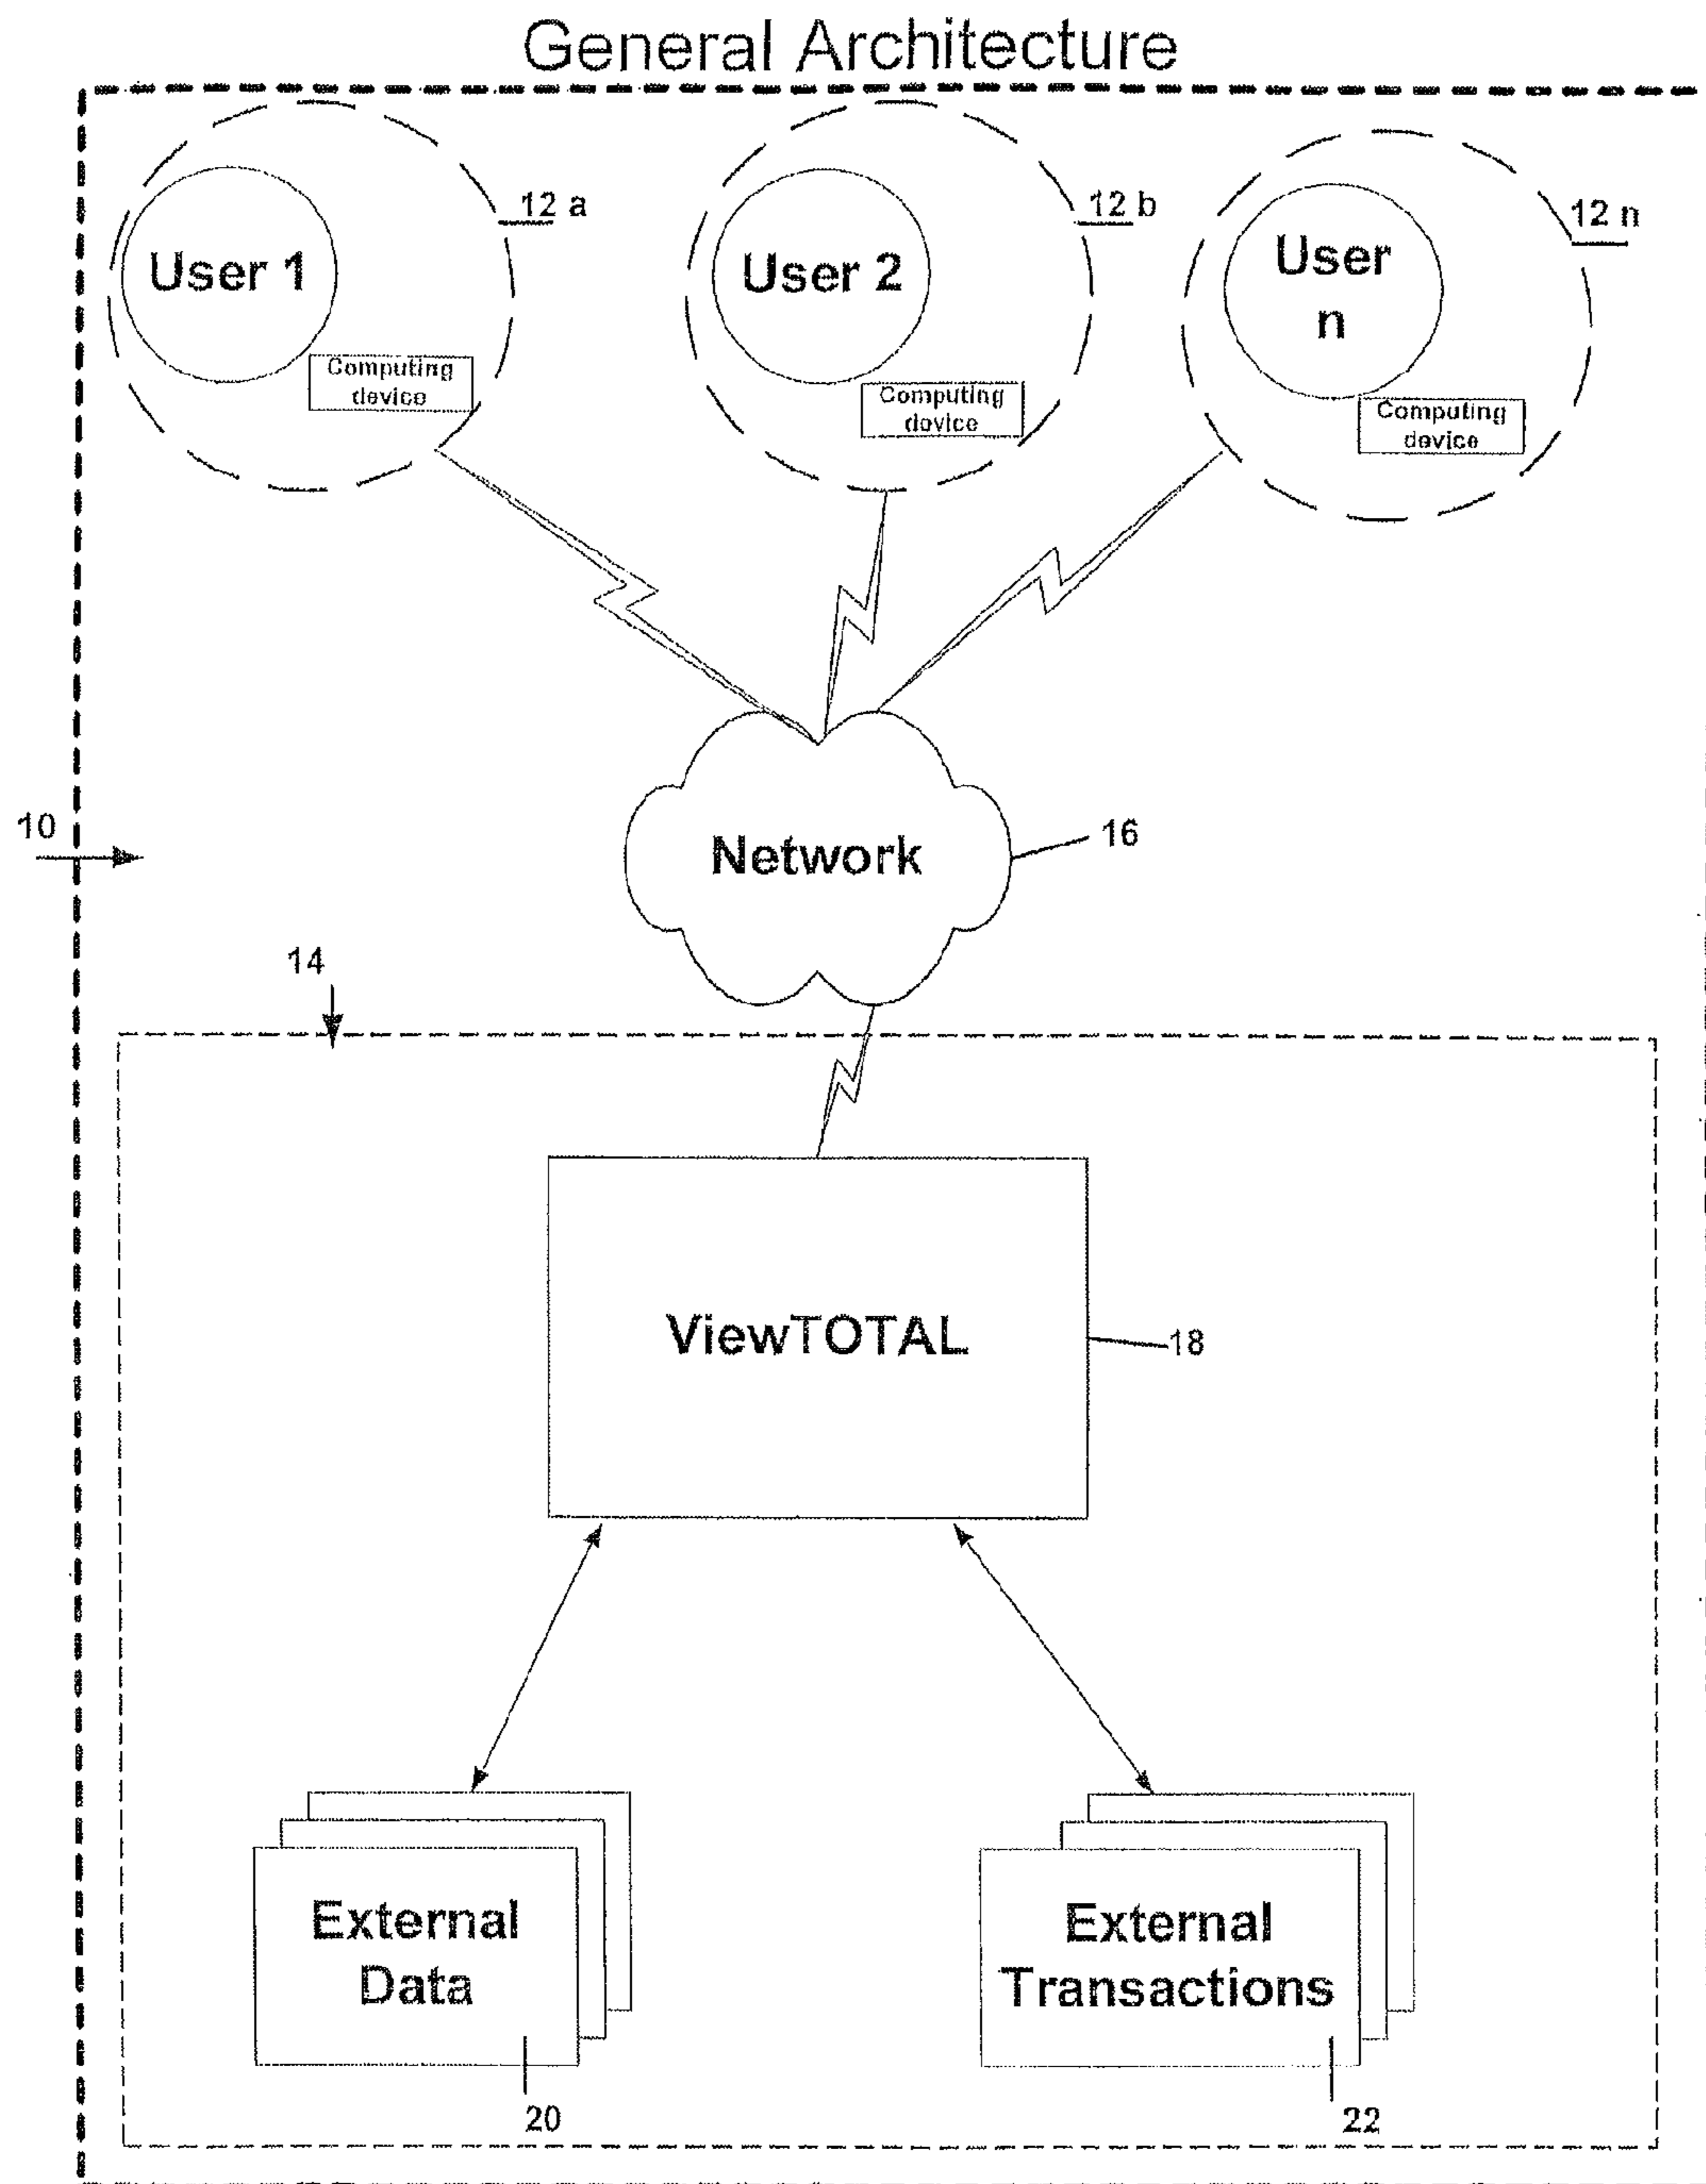 General Architecture
12 a
12 b
12 n
User 1
User 2
User
n
Computing
device
Computing
device
Computing
device
10
Network
16
14
ViewTOTAL
18
External
Data
External
Transactions
20
22